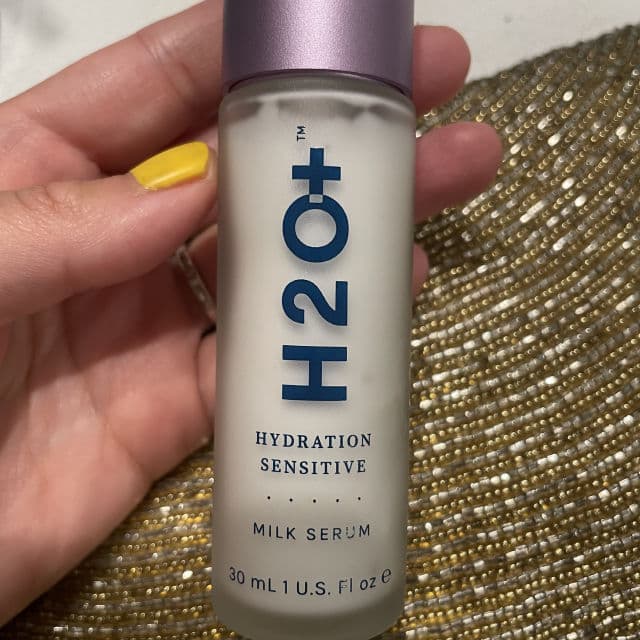 H2O+™
HYDRATION
SENSITIVE
MILK SERUM
30 mL 1 U.S. Fl oz ℮